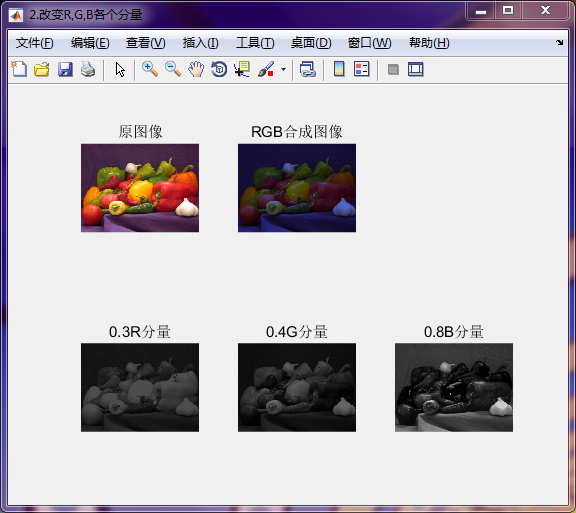 2.改变R,G,B各个分量
文件(F) 编辑(E) 查看(V) 插入(I) 工具(T) 桌面(D) 窗口(W) 帮助(H)
原图像 RGB合成图像
0.3R分量 0.4G分量 0.8B分量